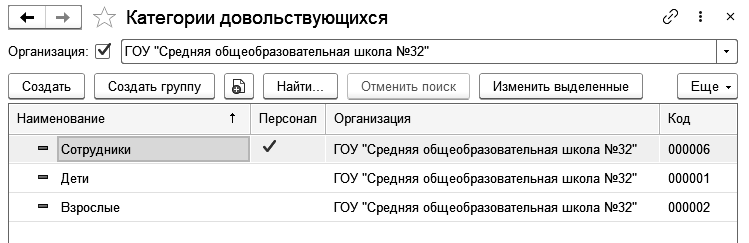 Категории довольствующихся
Организация: ГОУ "Средняя общеобразовательная школа №32"
Создать Создать группу Найти... Отменить поиск Изменить выделенные Еще
Наименование Персонал Организация Код
Сотрудники ГОУ "Средняя общеобразовательная школа №32" 000006
Дети ГОУ "Средняя общеобразовательная школа №32" 000001
Взрослые ГОУ "Средняя общеобразовательная школа №32" 000002